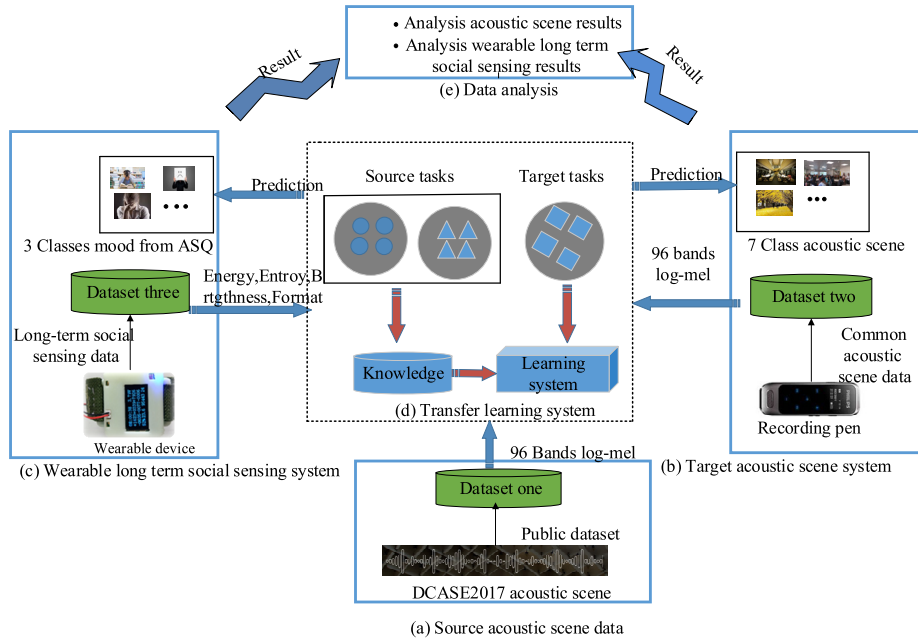 • Analysis acoustic scene results
• Analysis wearable long term
social sensing results
(e) Data analysis
Result
Result
Prediction
3 Classes mood from ASQ
Energy,Entroy,B
rtgthness,Format
Dataset three
Long-term social
sensing data
Wearable device
(c) Wearable long term social sensing system
Source tasks
Target tasks
Knowledge
Learning
system
(d) Transfer learning system
Prediction
7 Class acoustic scene
96 bands
log-mel
Dataset two
Common
acoustic
scene data
Recording pen
(b) Target acoustic scene system
96 Bands log-mel
Dataset one
Public dataset
DCASE2017 acoustic scene
(a) Source acoustic scene data